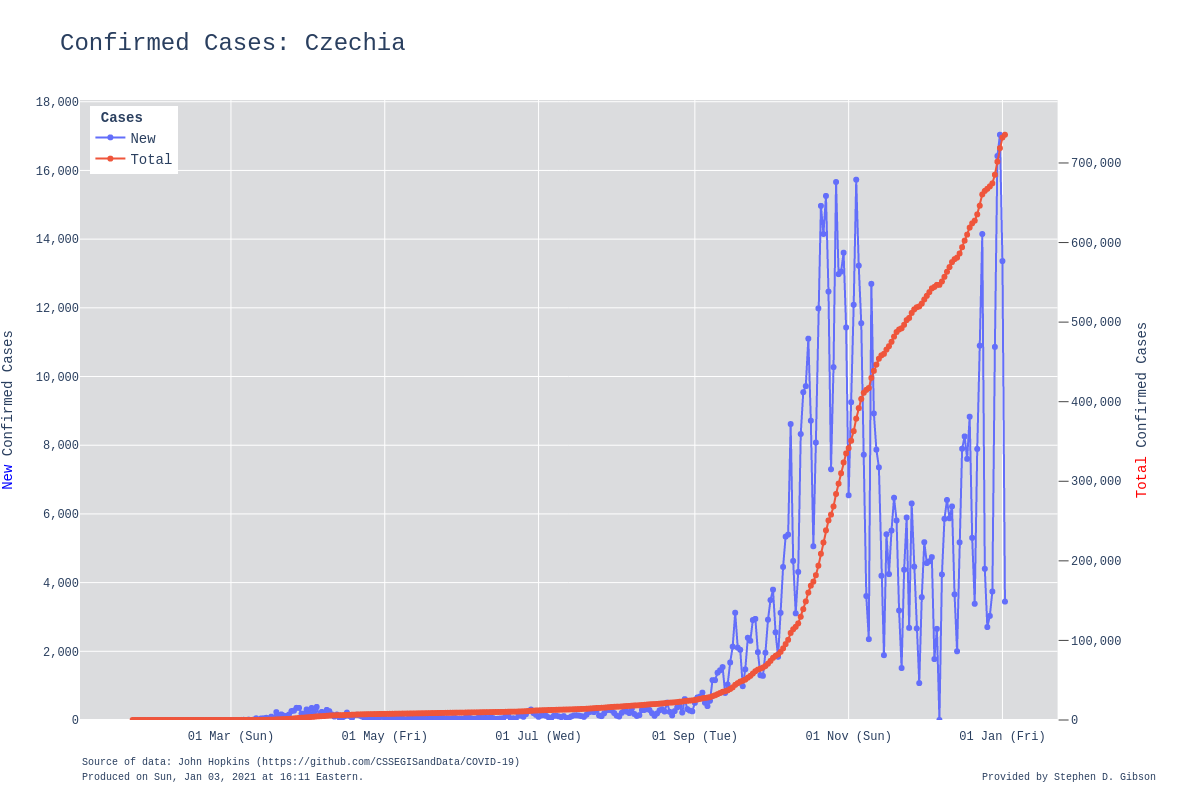 Confirmed Cases: Czechia
Cases
New
Total
18,000
16,000
14,000
12,000
10,000
8,000
6,000
4,000
2,000
0
New Confirmed Cases
700,000
600,000
500,000
400,000
300,000
200,000
100,000
0
Total Confirmed Cases
01 Mar (Sun) 01 May (Fri) 01 Jul (Wed) 01 Sep (Tue) 01 Nov (Sun) 01 Jan (Fri)
Source of data: John Hopkins (https://github.com/CSSEGISandData/COVID-19)
Produced on Sun, Jan 03, 2021 at 16:11 Eastern.
Provided by Stephen D. Gibson